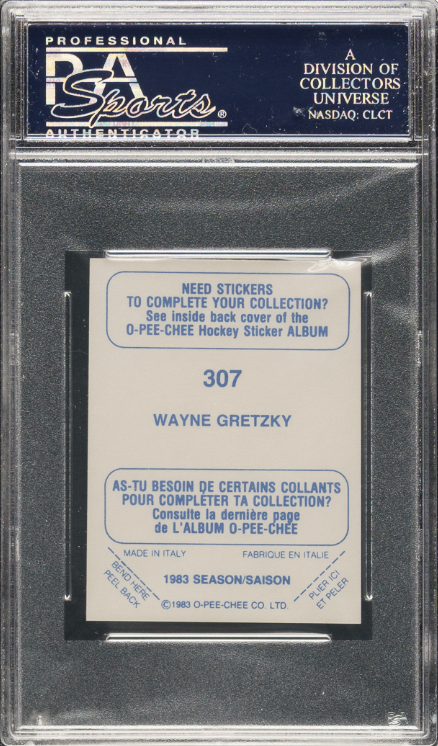 PROFESSIONAL
PSA
Sports®
AUTHENTICATOR
A
DIVISION OF
COLLECTORS
UNIVERSE
NASDAQ: CLCT
NEED STICKERS
TO COMPLETE YOUR COLLECTION?
See inside back cover of the
O-PEE-CHEE Hockey Sticker ALBUM
307
WAYNE GRETZKY
AS-TU BESOIN DE CERTAINS COLLANTS
POUR COMPLÉTER TA COLLECTION?
Consulte la dernière page
de L'ALBUM O-PEE-CHEE
MADE IN ITALY
FABRIQUE EN ITALIE
BEND HERE
PEEL BACK
1983 SEASON/SAISON
PLIER ICI
ET PELER
©1983 O-PEE-CHEE CO. LTD.